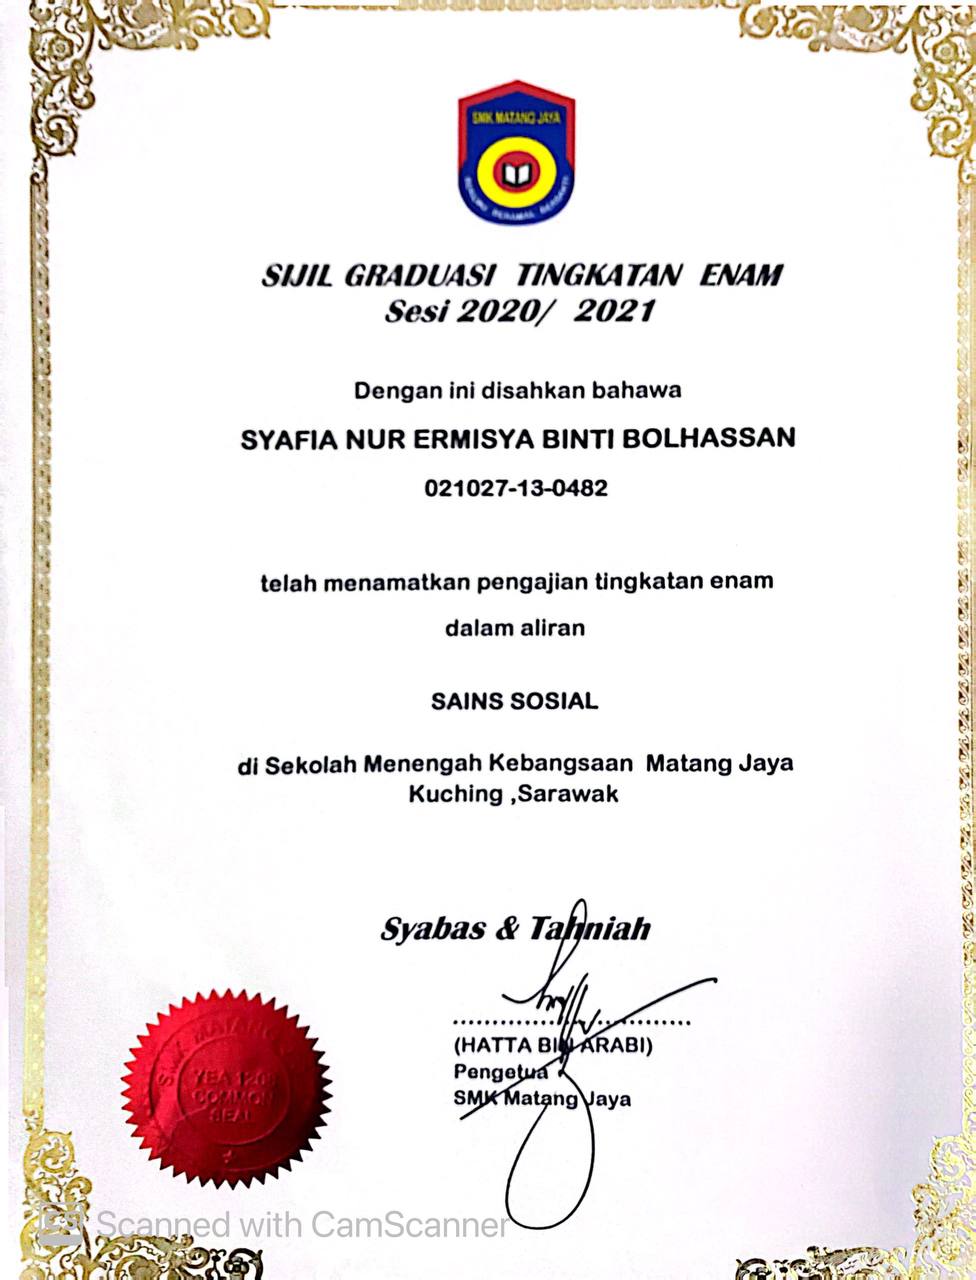 SMK MATANG JAYA
BERILMU BERAMAL BERBAKTI
SIJIL GRADUASI TINGKATAN ENAM
Sesi 2020/ 2021
Dengan ini disahkan bahawa
SYAFIA NUR ERMISYA BINTI BOLHASSAN
021027-13-0482
telah menamatkan pengajian tingkatan enam
dalam aliran
SAINS SOSIAL
di Sekolah Menengah Kebangsaan Matang Jaya
Kuching ,Sarawak
Syabas & Tahniah
(HATTA BIN ARABI)
Pengetua
SMK Matang Jaya
SMK MATANG
YEA 1203
COMMON
SEAL
CS Scanned with CamScanner